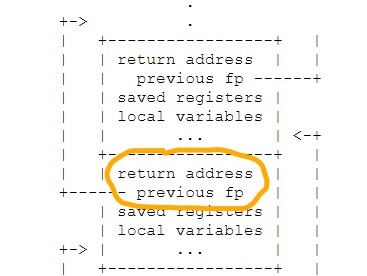 .
+->          .
|   +-----------------+   |
|   | return address  |   |
|   |   previous fp ------+
|   | saved registers |
|   | local variables |
|   |       ...       | <-+
|   +-----------------+   |
|   | return address  |   |
+------ previous fp   |   |
    | saved registers |   |
    | local variables |   |
+-> |       ...       |   |
|   +-----------------+   |